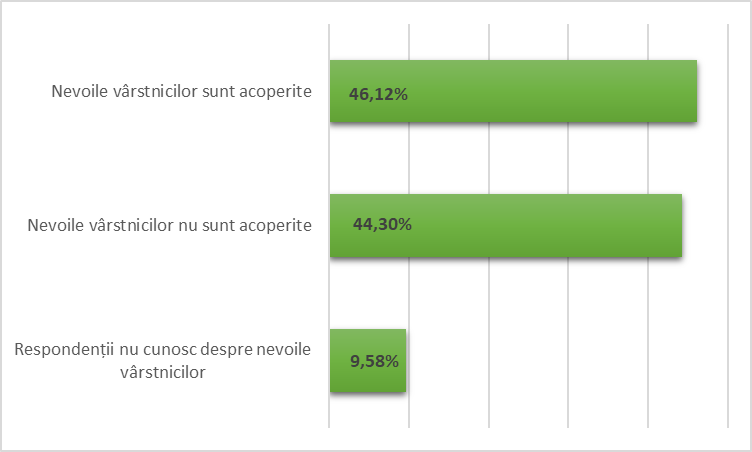 Nevoile vârstnicilor sunt acoperite
46,12%
Nevoile vârstnicilor nu sunt acoperite
44,30%
Respondenții nu cunosc despre nevoile
vârstnicilor
9,58%